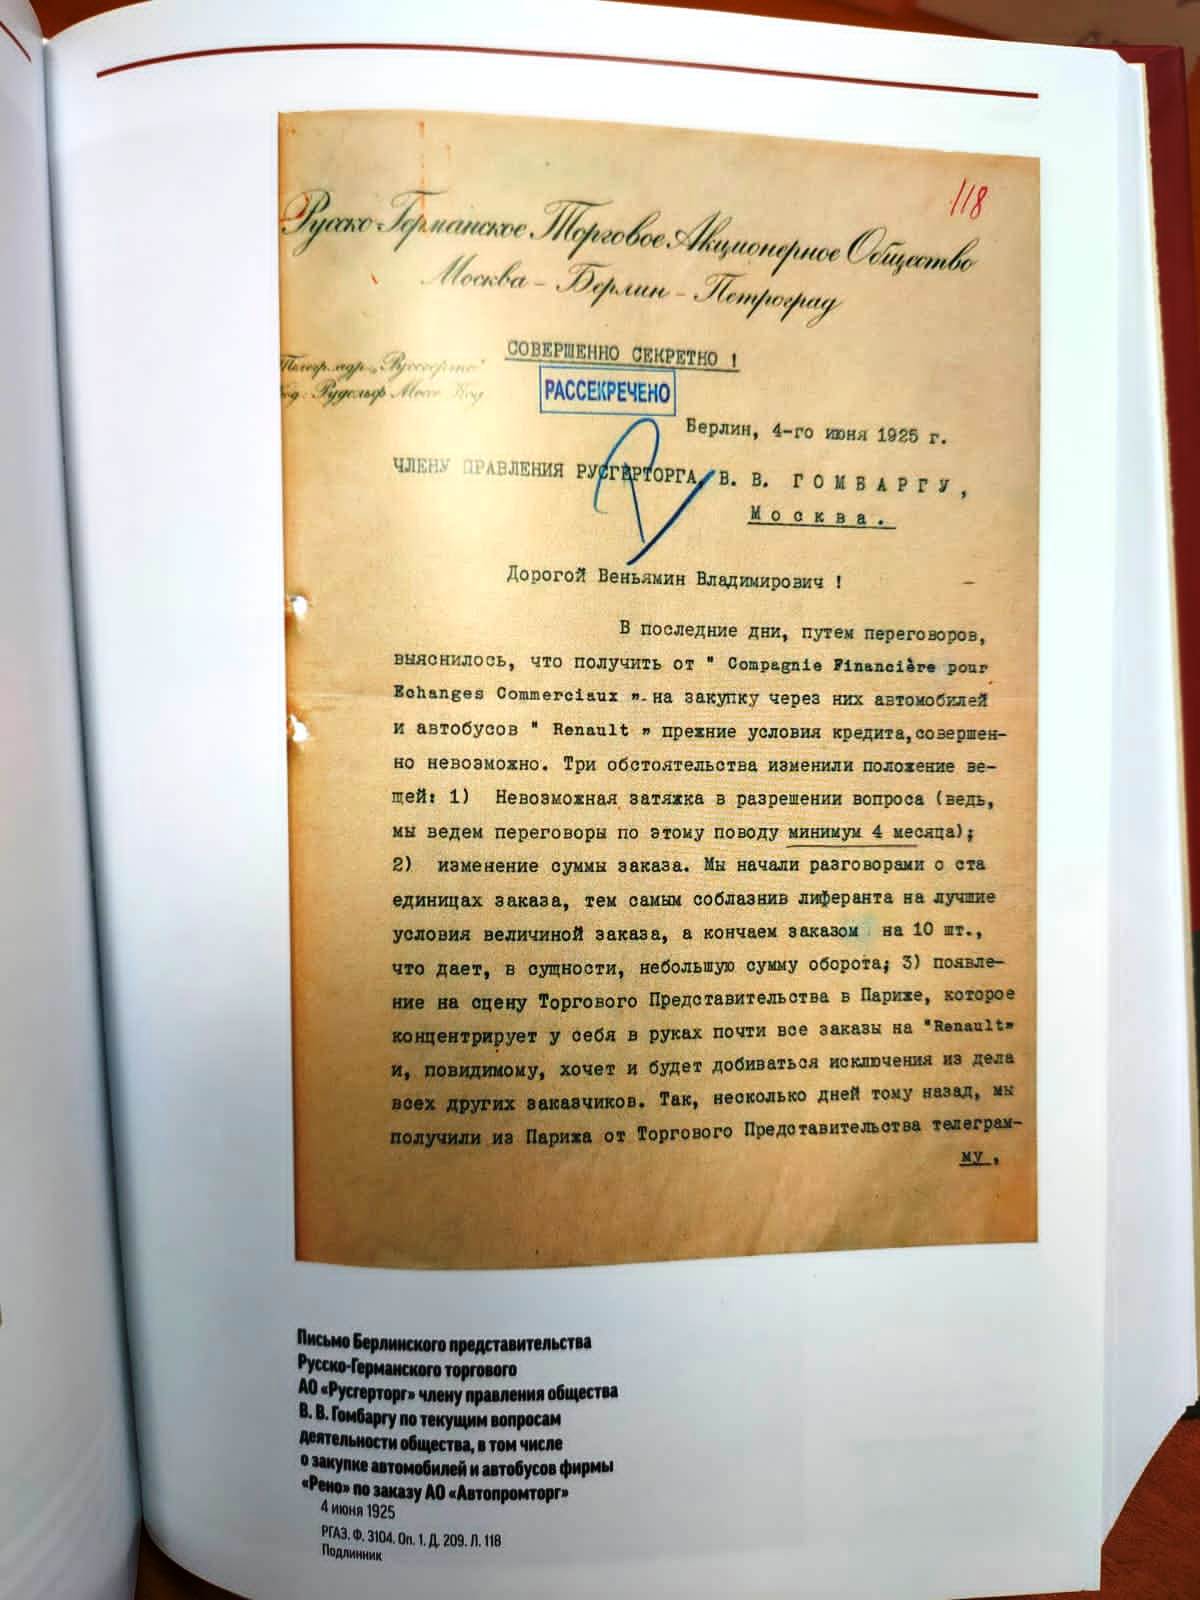 118
Русско-Германское Торговое Акционерное Общество
Москва - Берлин - Петроград
СОВЕРШЕННО СЕКРЕТНО !
Телегр. адр. „Руссгерто"
Код - Рудольф Моссе Код
РАССЕКРЕЧЕНО
Берлин, 4-го июня 1925 г.
ЧЛЕНУ ПРАВЛЕНИЯ РУСГЕРТОРГА, В. В. ГОМБАРГУ,
Москва.
Дорогой Веньямин Владимирович !
В последние дни, путем переговоров,
выяснилось, что получить от " Compagnie Financière pour
Echanges Commerciaux " - на закупку через них автомобилей
и автобусов " Renault " прежние условия кредита, совершен-
но невозможно. Три обстоятельства изменили положение ве-
щей: 1) Невозможная затяжка в разрешении вопроса (ведь,
мы ведем переговоры по этому поводу минимум 4 месяца);
2) изменение суммы заказа. Мы начали разговорами о ста
единицах заказа, тем самым соблазнив лиферанта на лучшие
условия величиной заказа, а кончаем заказом на 10 шт.,
что дает, в сущности, небольшую сумму оборота; 3) появле-
ние на сцену Торгового Представительства в Париже, которое
концентрирует у себя в руках почти все заказы на "Renault"
и, повидимому, хочет и будет добиваться исключения из дела
всех других заказчиков. Так, несколько дней тому назад, мы
получили из Парижа от Торгового Представительства телеграм-
му,
Письмо Берлинского представительства
Русско-Германского торгового
АО «Русгерторг» члену правления общества
В. В. Гомбаргу по текущим вопросам
деятельности общества, в том числе
о закупке автомобилей и автобусов фирмы
«Рено» по заказу АО «Автопромторг»
4 июня 1925
РГАЭ. Ф. 3104. Оп. 1. Д. 209. Л. 118
Подлинник